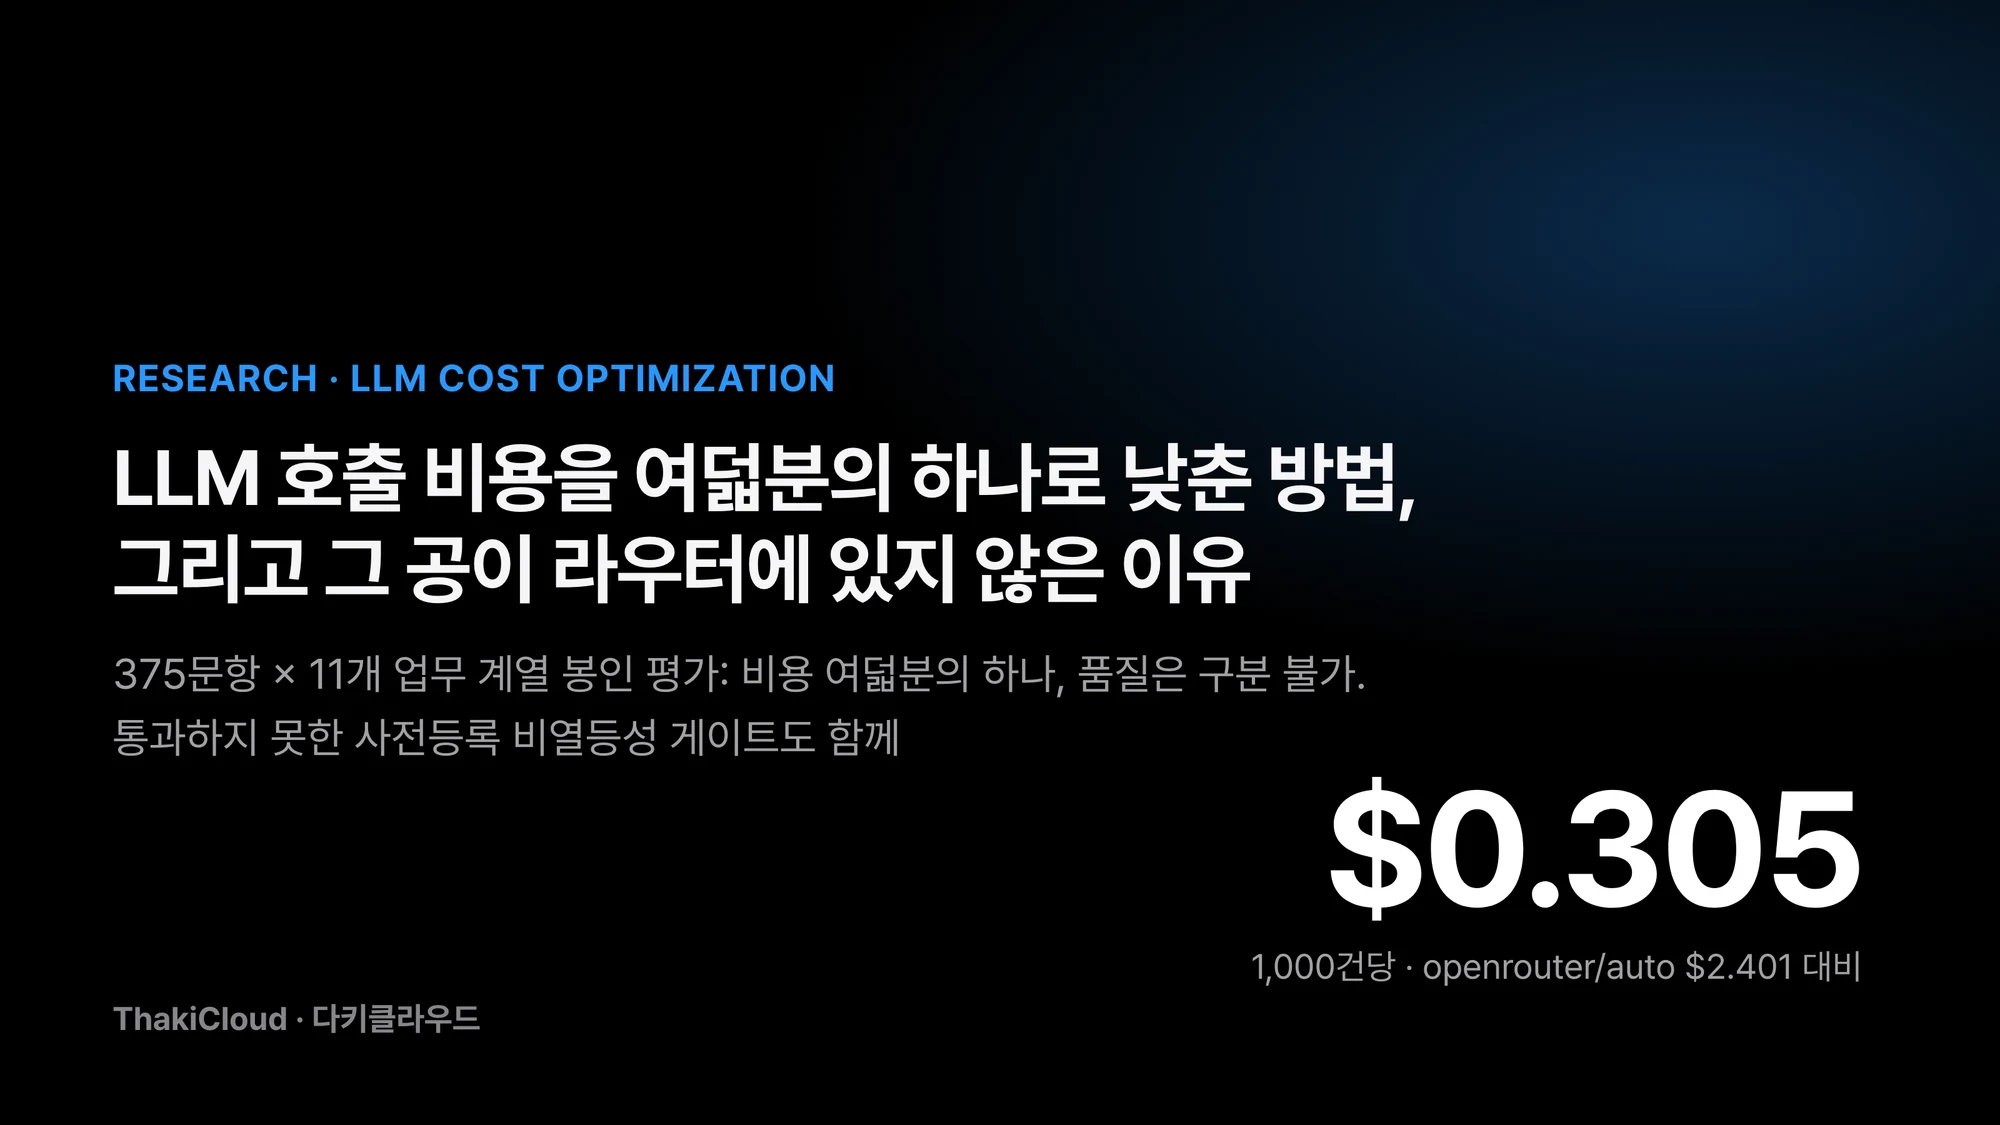 RESEARCH · LLM COST OPTIMIZATION
LLM 호출 비용을 여덟분의 하나로 낮춘 방법,
그리고 그 공이 라우터에 있지 않은 이유
375문항 × 11개 업무 계열 봉인 평가: 비용 여덟분의 하나, 품질은 구분 불가.
통과하지 못한 사전등록 비열등성 게이트도 함께
$0.305
1,000건당 · openrouter/auto $2.401 대비
ThakiCloud · 다키클라우드